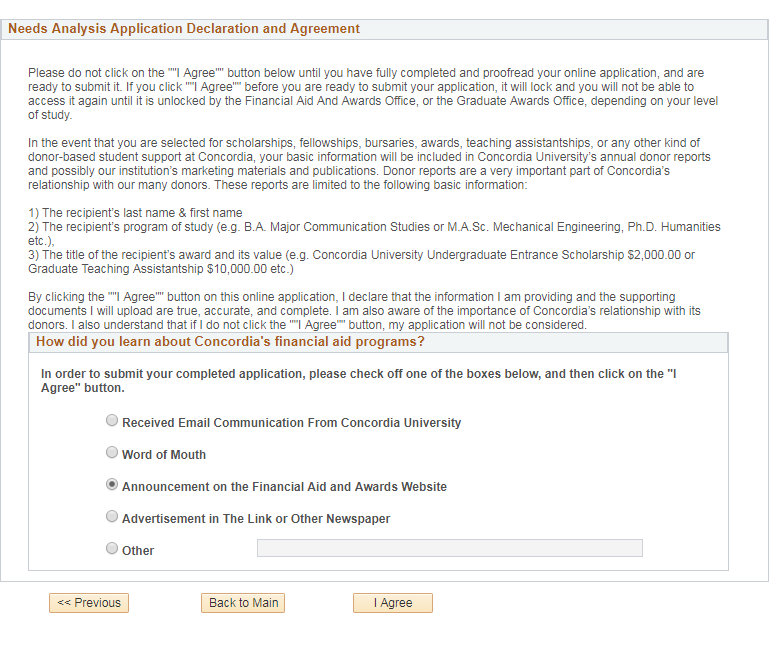 Needs Analysis Application Declaration and Agreement
Please do not click on the ""I Agree"" button below until you have fully completed and proofread your online application, and are
ready to submit it. If you click ""I Agree"" before you are ready to submit your application, it will lock and you will not be able to
access it again until it is unlocked by the Financial Aid And Awards Office, or the Graduate Awards Office, depending on your level
of study.
In the event that you are selected for scholarships, fellowships, bursaries, awards, teaching assistantships, or any other kind of
donor-based student support at Concordia, your basic information will be included in Concordia University's annual donor reports
and possibly our institution's marketing materials and publications. Donor reports are a very important part of Concordia's
relationship with our many donors. These reports are limited to the following basic information:
1) The recipient's last name & first name
2) The recipient's program of study (e.g. B.A. Major Communication Studies or M.A.Sc. Mechanical Engineering, Ph.D. Humanities
etc.),
3) The title of the recipient's award and its value (e.g. Concordia University Undergraduate Entrance Scholarship $2,000.00 or
Graduate Teaching Assistantship $10,000.00 etc.)
By clicking the ""I Agree"" button on this online application, I declare that the information I am providing and the supporting
documents I will upload are true, accurate, and complete. I am also aware of the importance of Concordia's relationship with its
donors. I also understand that if I do not click the ""I Agree"" button, my application will not be considered.
How did you learn about Concordia's financial aid programs?
In order to submit your completed application, please check off one of the boxes below, and then click on the "I
Agree" button.
Received Email Communication From Concordia University
Word of Mouth
Announcement on the Financial Aid and Awards Website
Advertisement in The Link or Other Newspaper
Other
<< Previous Back to Main I Agree